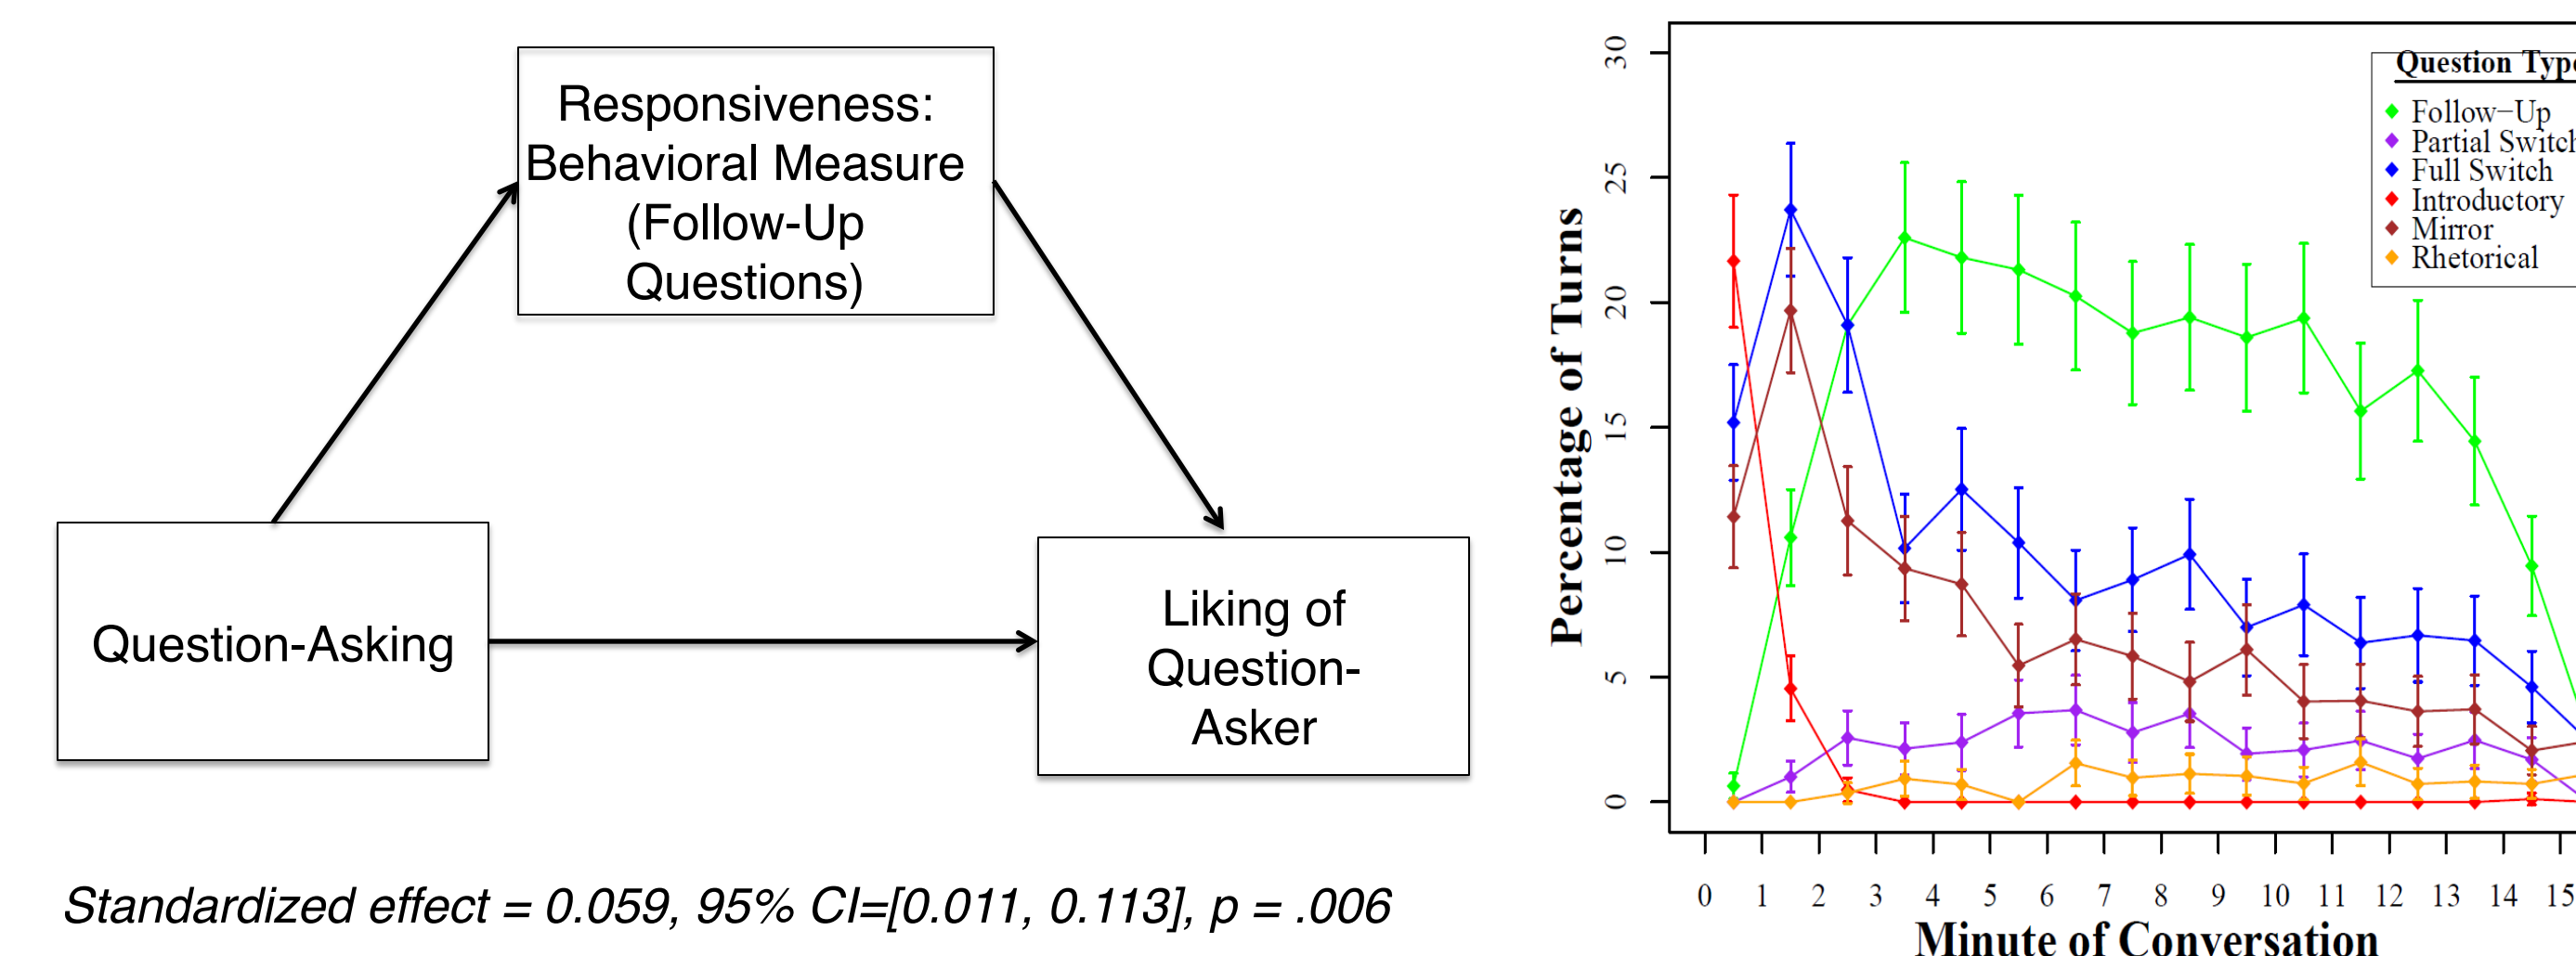 Responsiveness:
Behavioral Measure
(Follow-Up
Questions)
Question-Asking
Liking of
Question-
Asker
Standardized effect = 0.059, 95% CI=[0.011, 0.113], p = .006
Percentage of Turns
30
25
20
15
10
5
0
Question Type
Follow−Up
Partial Switch
Full Switch
Introductory
Mirror
Rhetorical
0 1 2 3 4 5 6 7 8 9 10 11 12 13 14 15
Minute of Conversation